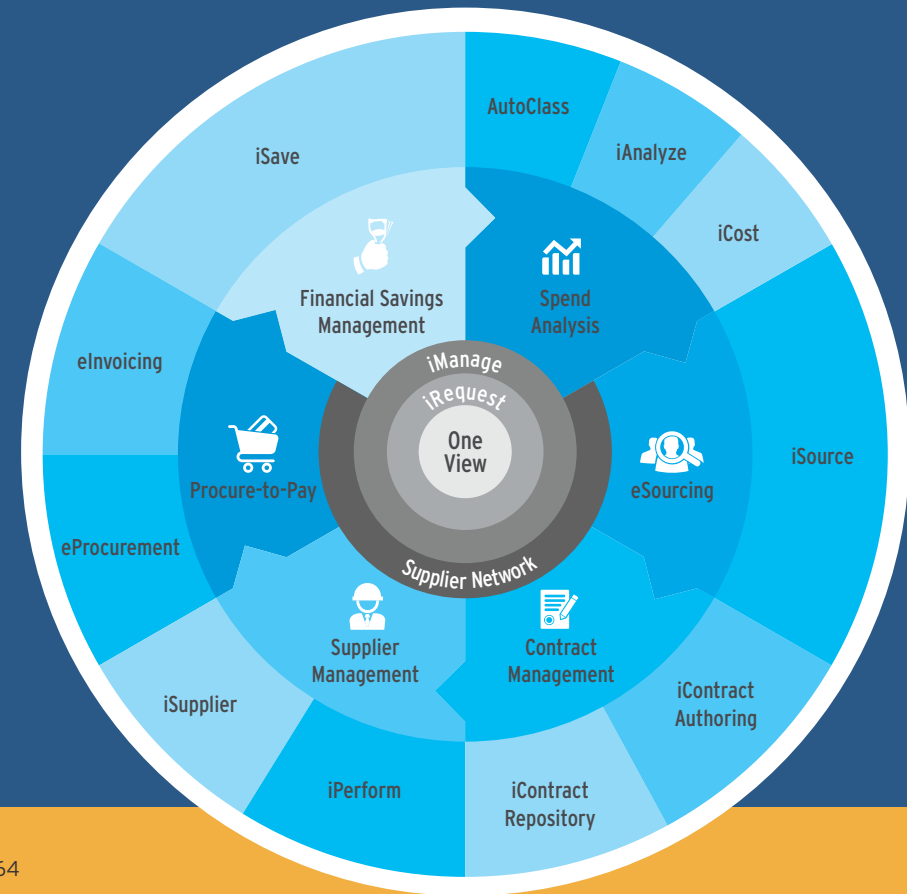 AutoClass
iAnalyze
iCost
iSave
Financial Savings
Management
Spend
Analysis
eInvoicing
iManage
iRequest
One
View
Procure-to-Pay
eSourcing
iSource
eProcurement
Supplier Network
Supplier
Management
Contract
Management
iSupplier
iContract
Authoring
iPerform
iContract
Repository
64